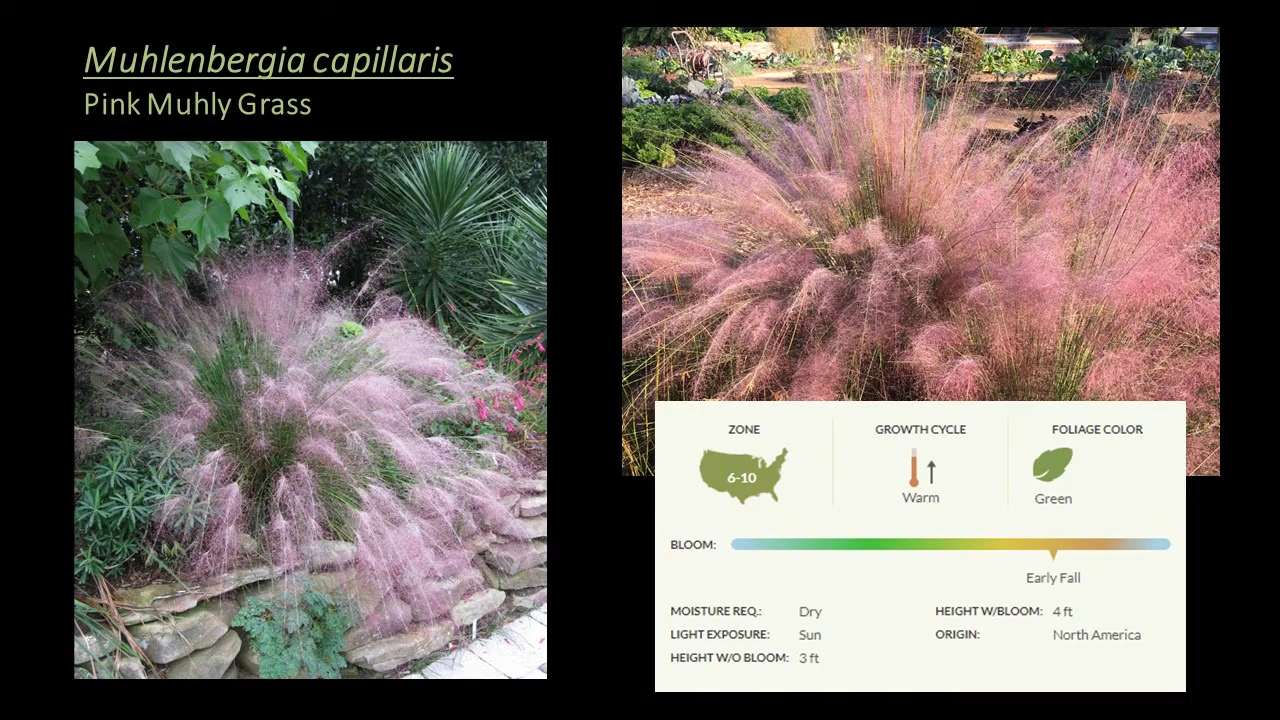 Muhlenbergia capillaris
Pink Muhly Grass
ZONE
6-10
GROWTH CYCLE
Warm
FOLIAGE COLOR
Green
BLOOM:
Early Fall
MOISTURE REQ.: Dry
LIGHT EXPOSURE: Sun
HEIGHT W/O BLOOM: 3 ft
HEIGHT W/BLOOM: 4 ft
ORIGIN: North America